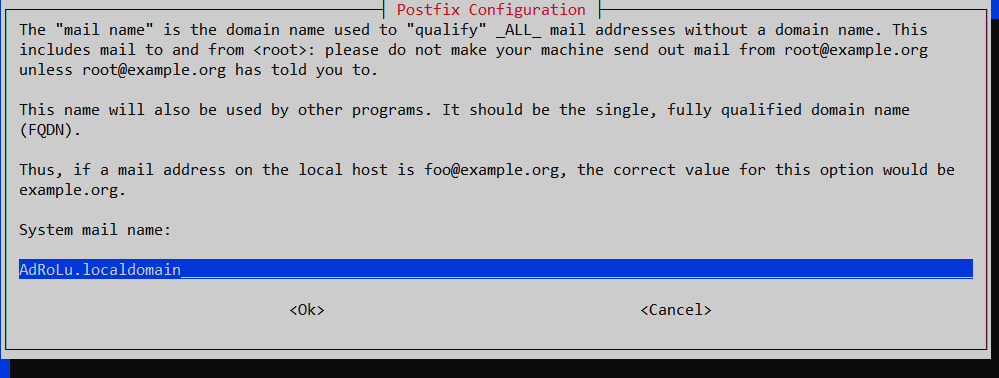 Postfix Configuration
The "mail name" is the domain name used to "qualify" _ALL_ mail addresses without a domain name. This
includes mail to and from <root>: please do not make your machine send out mail from root@example.org
unless root@example.org has told you to.
This name will also be used by other programs. It should be the single, fully qualified domain name
(FQDN).
Thus, if a mail address on the local host is foo@example.org, the correct value for this option would be
example.org.
System mail name:
AdRoLu.localdomain
<Ok> <Cancel>